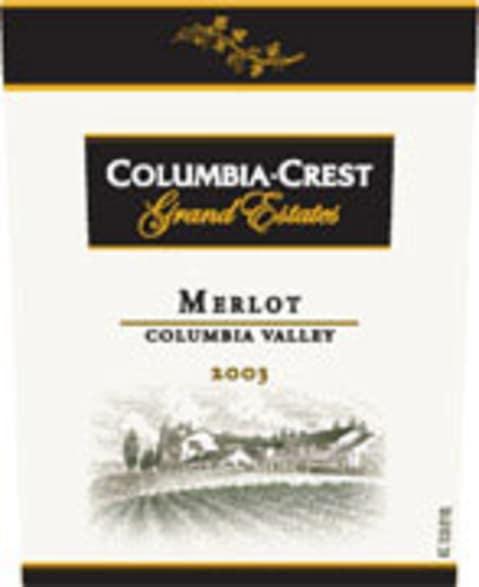 COLUMBIA-CREST
Grand Estates
MERLOT
COLUMBIA VALLEY
2003